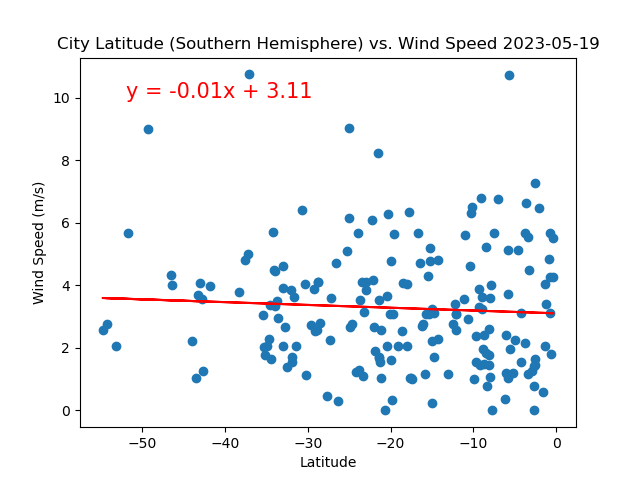 City Latitude (Southern Hemisphere) vs. Wind Speed 2023-05-19
y = -0.01x + 3.11
10
8
6
4
2
0
Wind Speed (m/s)
−50 −40 −30 −20 −10 0
Latitude